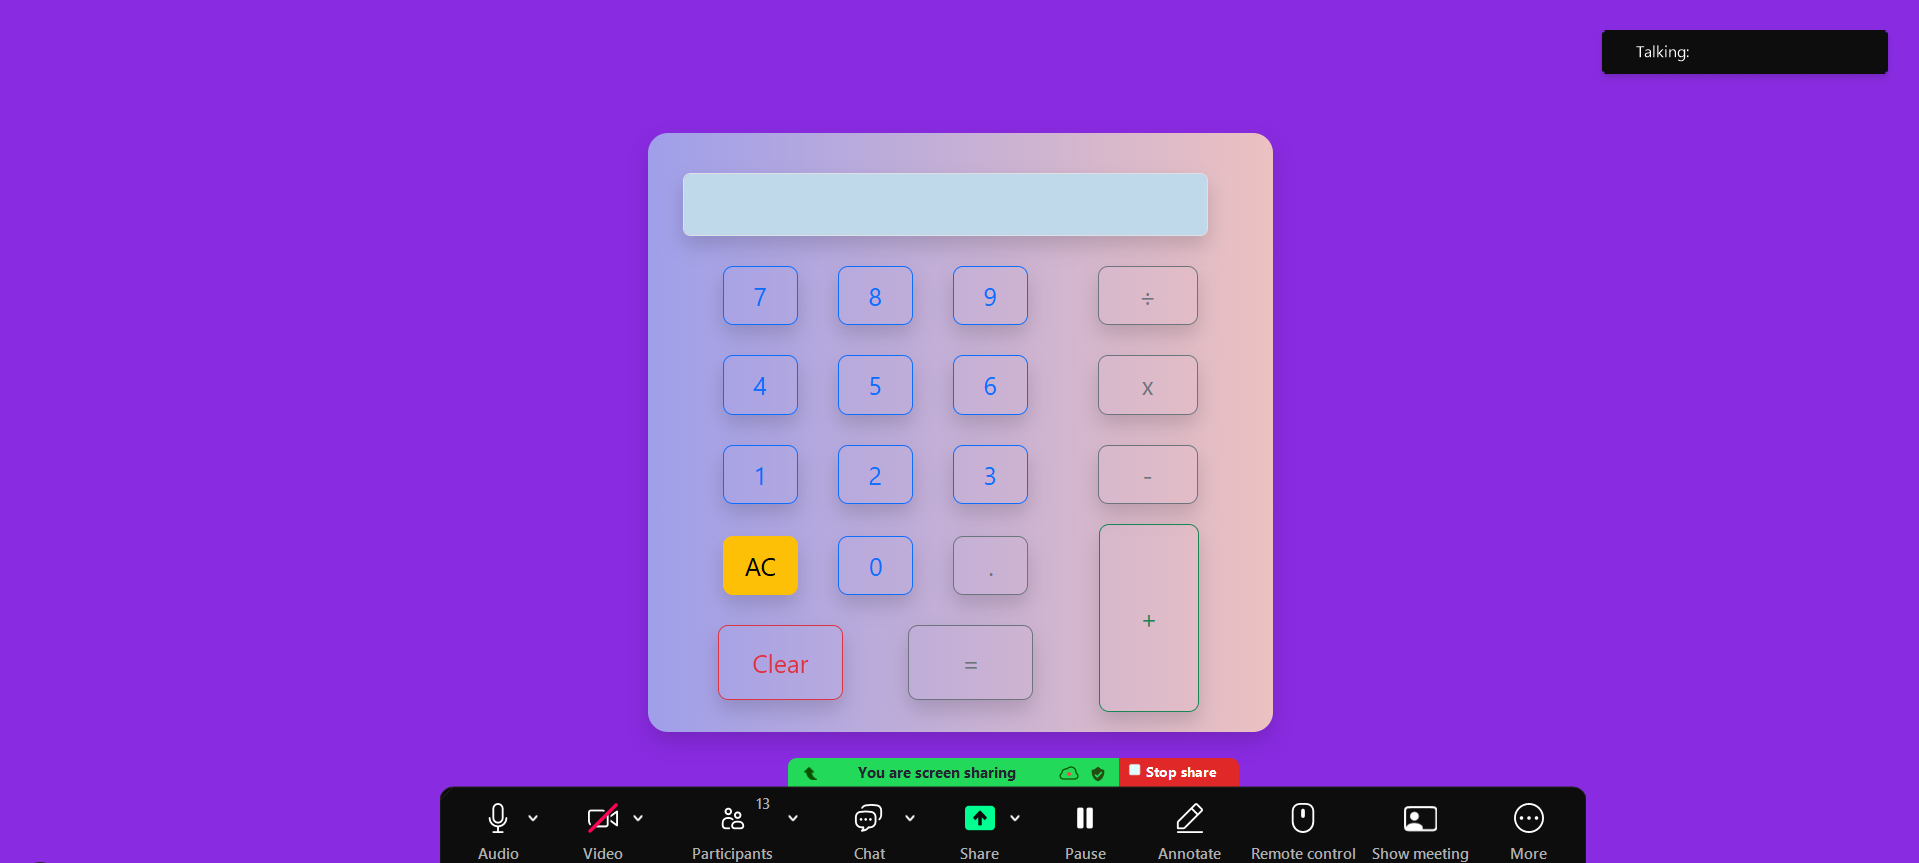 Talking:
7 8 9 ÷
4 5 6 x
1 2 3 -
AC 0 .
+
Clear =
You are screen sharing Stop share
13
Audio Video Participants Chat Share Pause Annotate Remote control Show meeting More